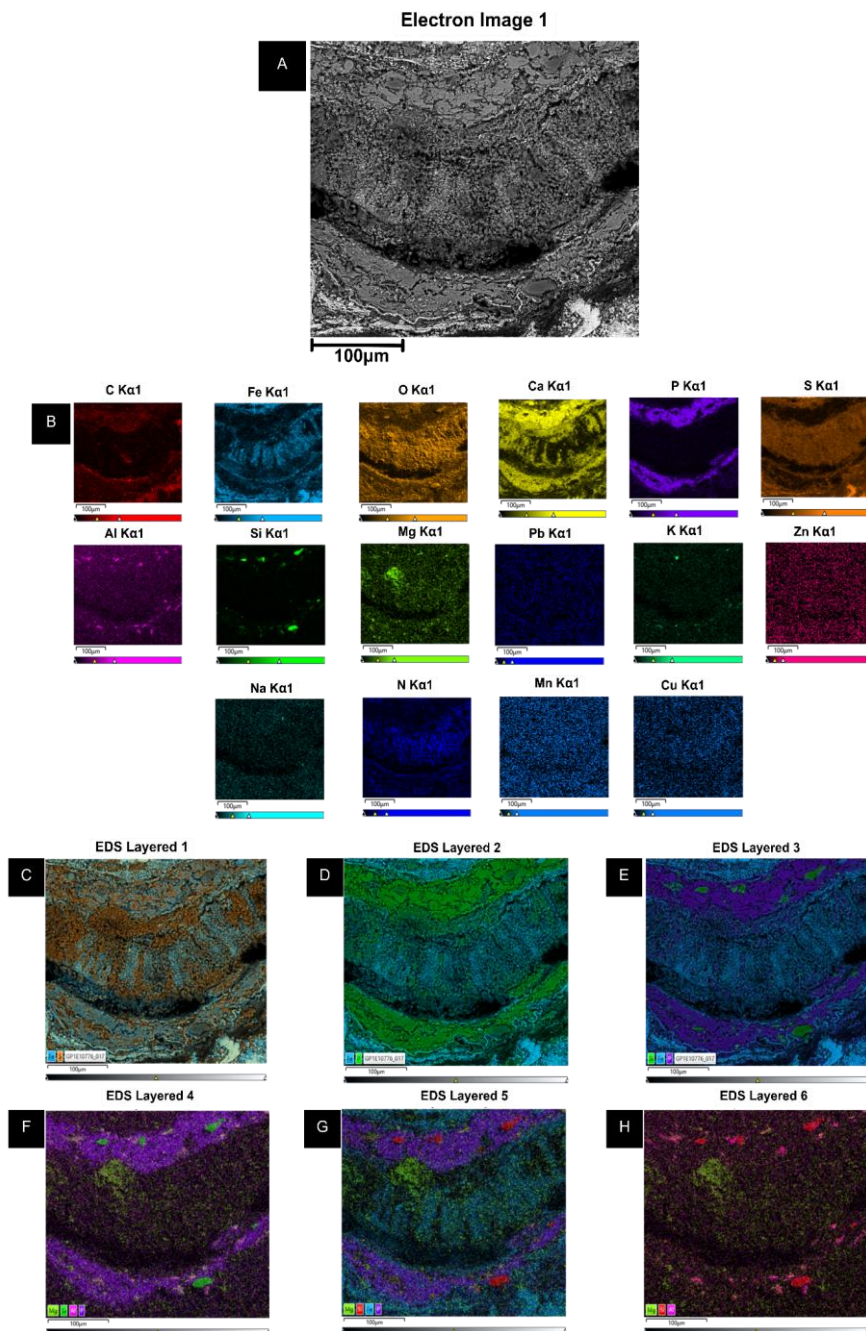 Electron Image 1
A
100µm
B
C Kα1
Fe Kα1
O Kα1
Ca Kα1
P Kα1
S Kα1
100µm
100µm
100µm
100µm
100µm
100µm
Al Kα1
Si Kα1
Mg Kα1
Pb Kα1
K Kα1
Zn Kα1
100µm
100µm
100µm
100µm
100µm
100µm
Na Kα1
N Kα1
Mn Kα1
Cu Kα1
100µm
100µm
100µm
100µm
EDS Layered 1
EDS Layered 2
EDS Layered 3
C
D
E
100µm
100µm
100µm
EDS Layered 4
EDS Layered 5
EDS Layered 6
F
G
H
Mg
Mg
Mg
100µm
100µm
100µm